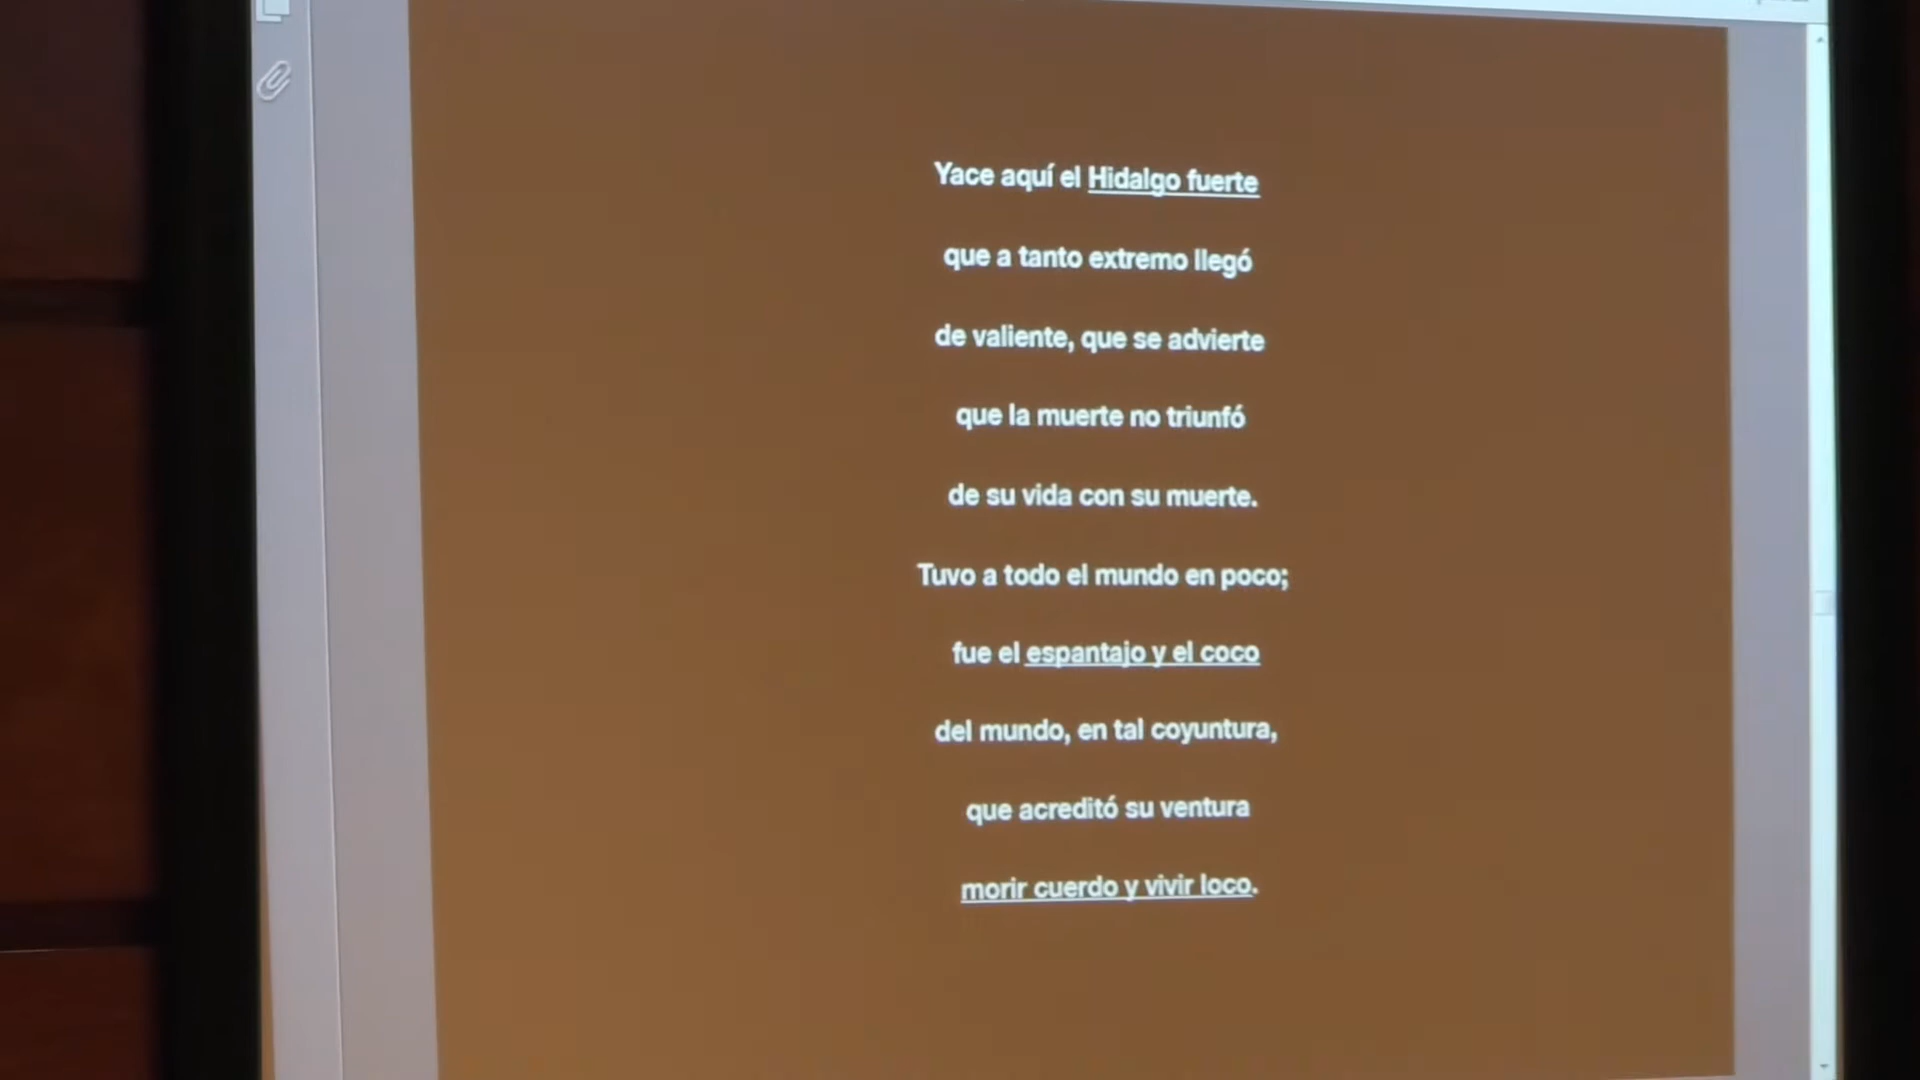 Yace aquí el Hidalgo fuerte
que a tanto extremo llegó
de valiente, que se advierte
que la muerte no triunfó
de su vida con su muerte.
Tuvo a todo el mundo en poco;
fue el espantajo y el coco
del mundo, en tal coyuntura,
que acreditó su ventura
morir cuerdo y vivir loco.